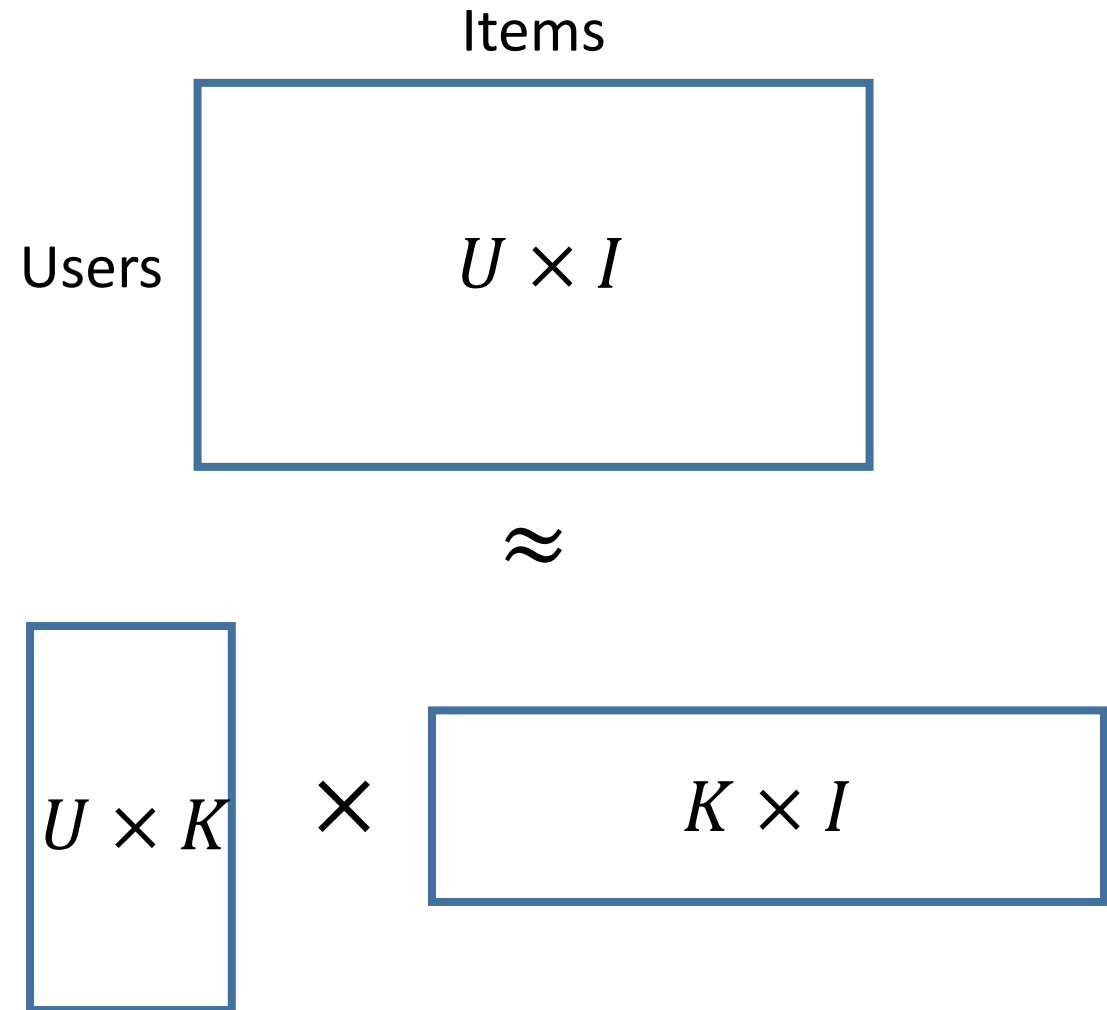 Items
Users
U × I
≈
U × K
×
K × I